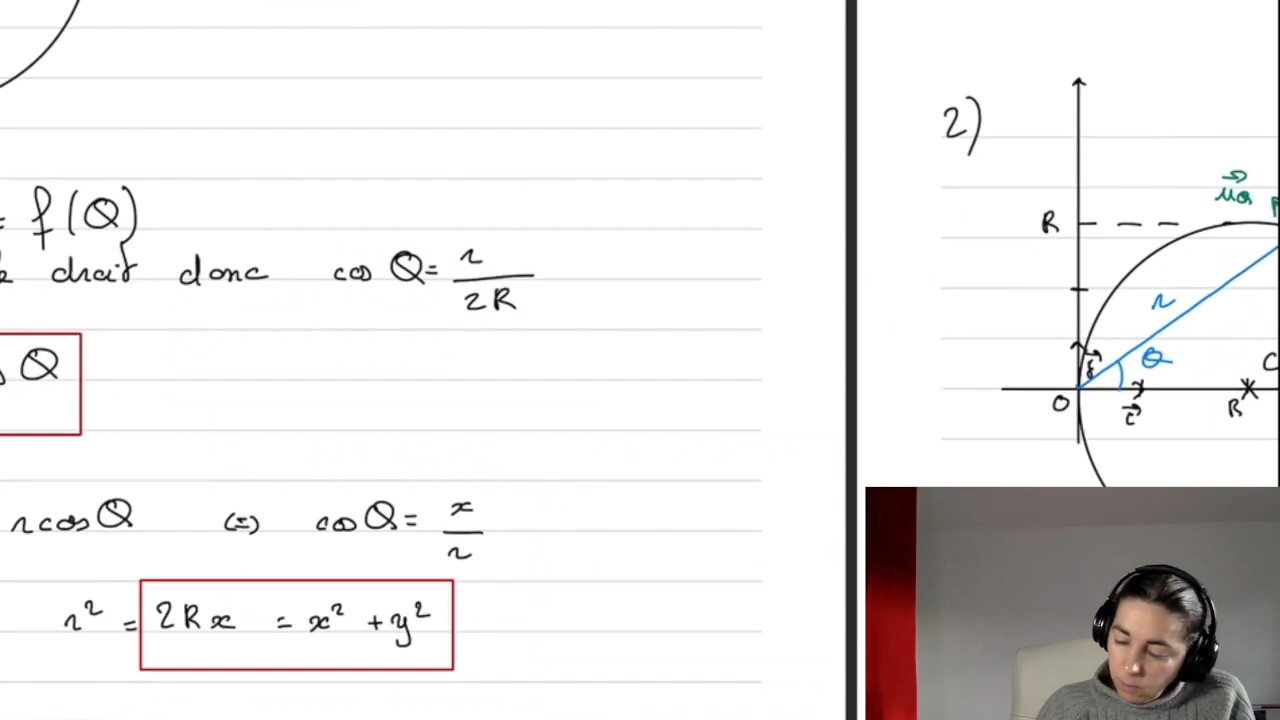 = f(θ)
droit donc cos θ = r / 2R
θ
r cos θ (=) cos θ = x / r
r² = 2Rx = x² + y²
2)
u⃗θ
R
r
j⃗ θ C
O i⃗ R